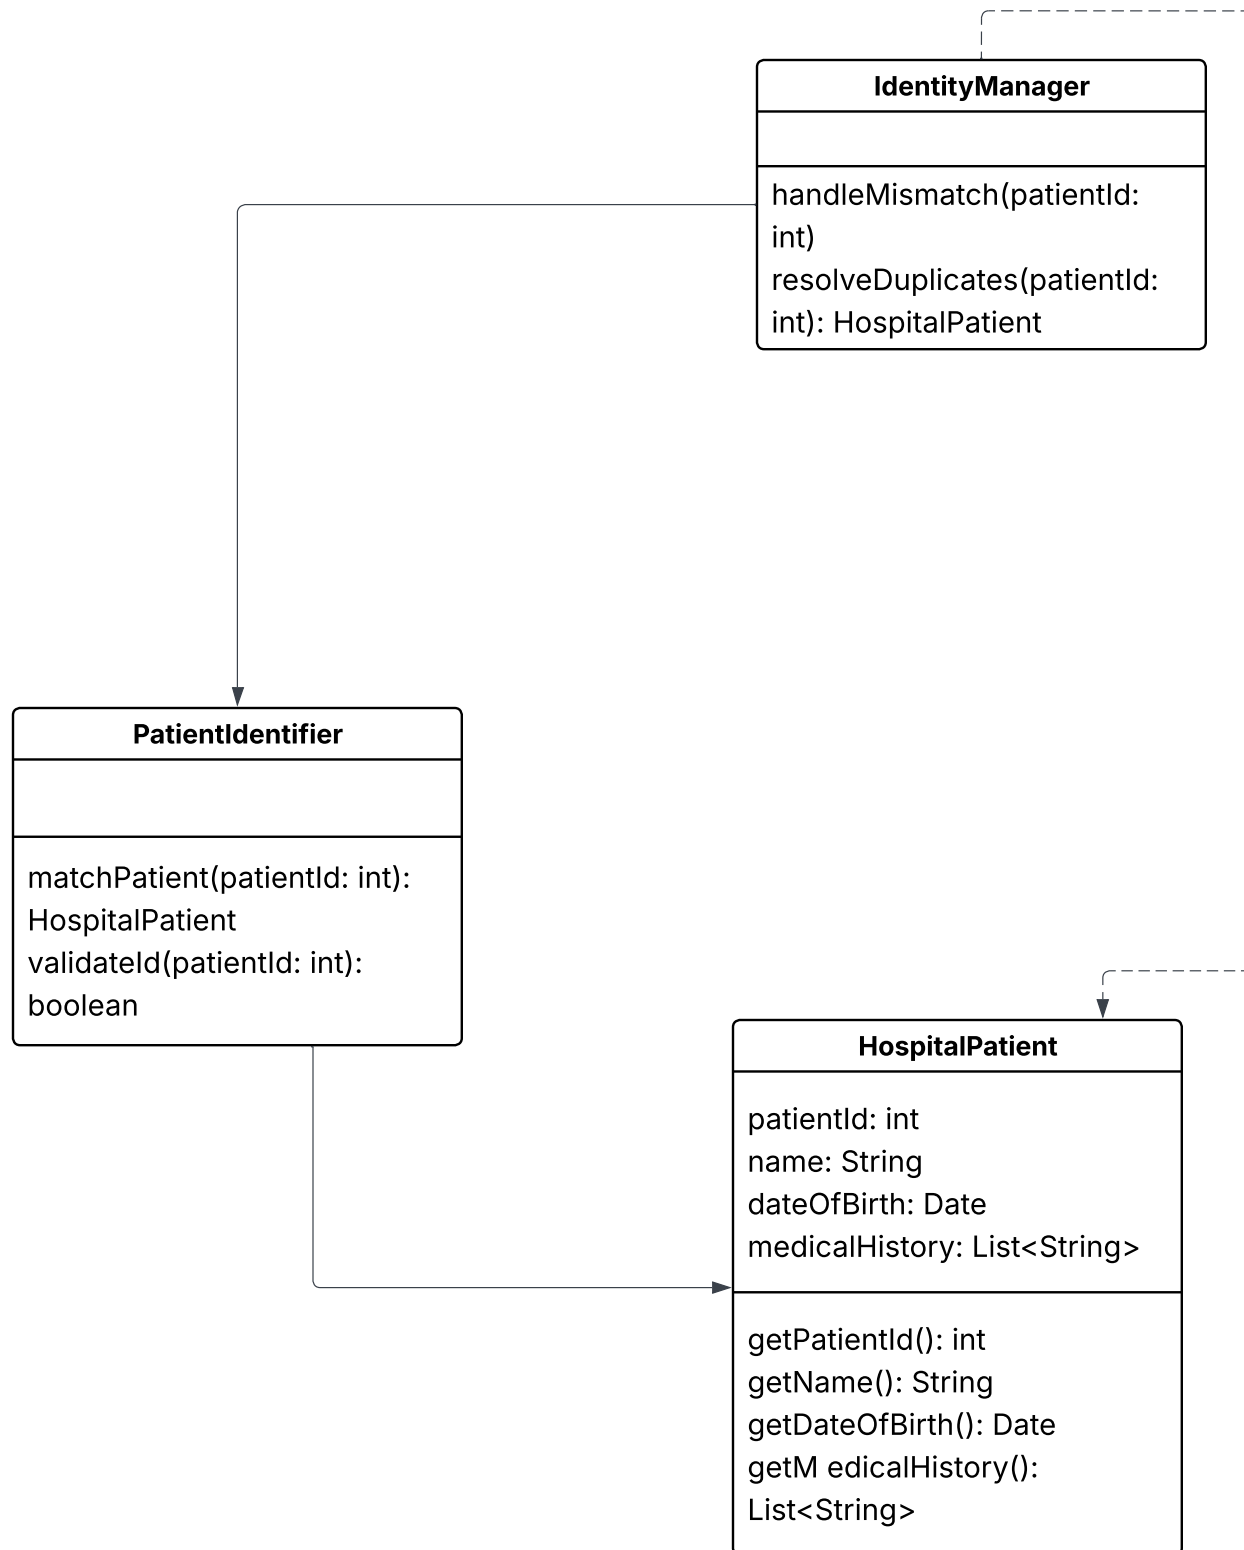 IdentityManager
handleMismatch(patientId:
int)
resolveDuplicates(patientId:
int): HospitalPatient
PatientIdentifier
matchPatient(patientId: int):
HospitalPatient
validateId(patientId: int):
boolean
HospitalPatient
patientId: int
name: String
dateOfBirth: Date
medicalHistory: List<String>
getPatientId(): int
getName(): String
getDateOfBirth(): Date
getM edicalHistory():
List<String>